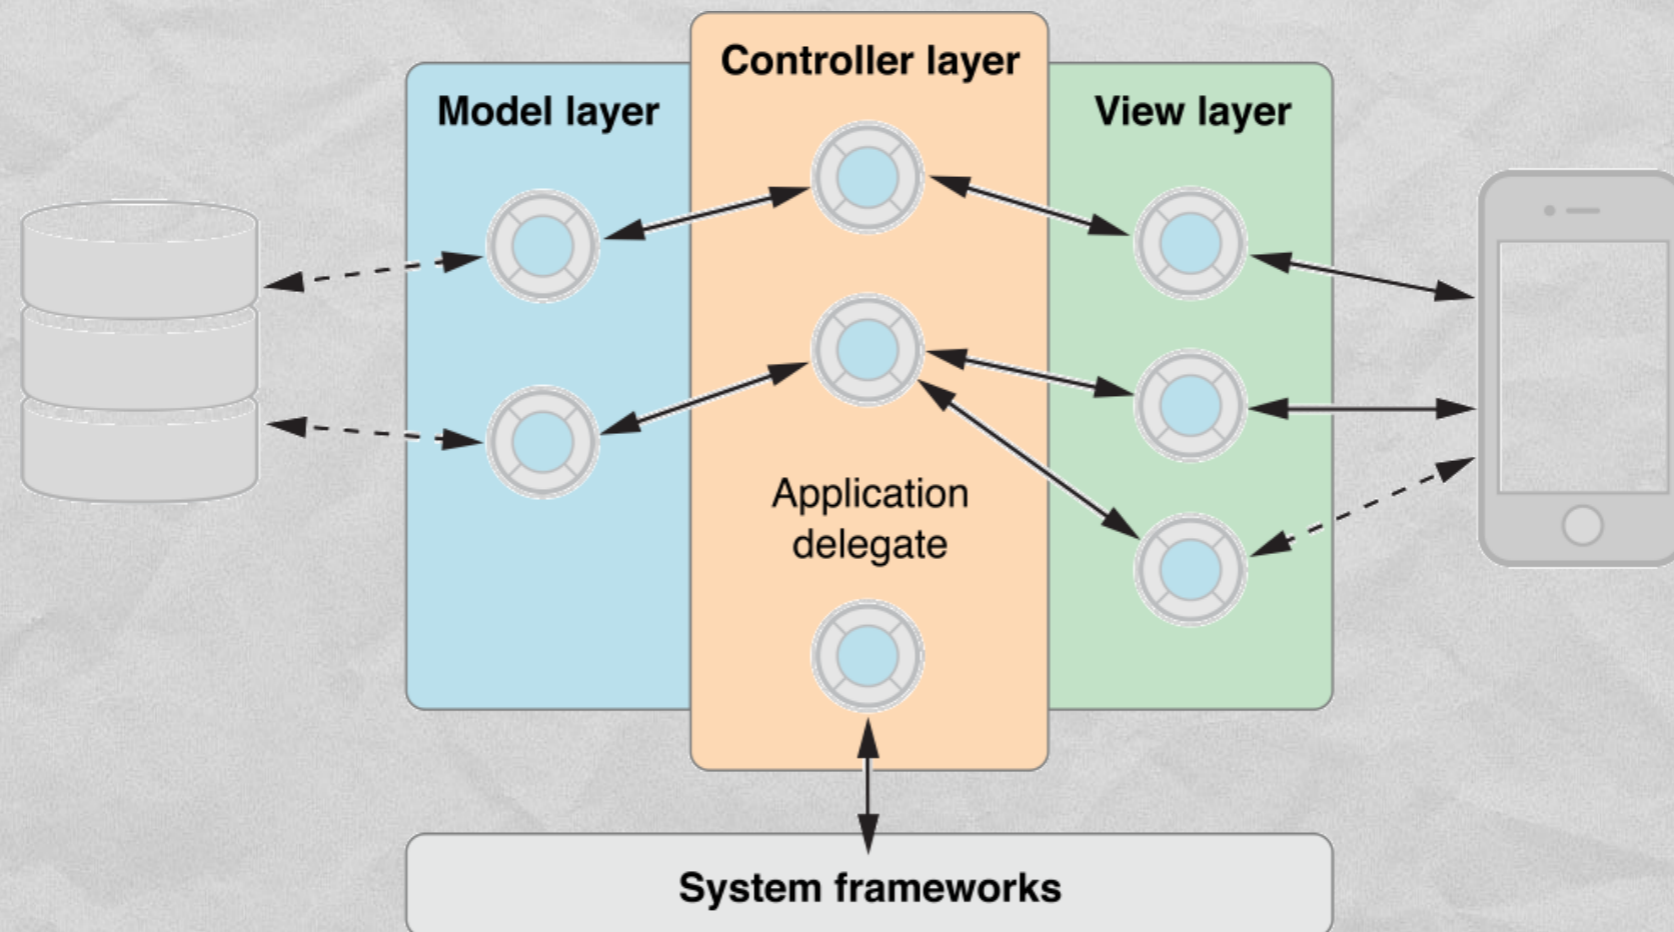 Controller layer
Model layer
View layer
Application
delegate
System frameworks